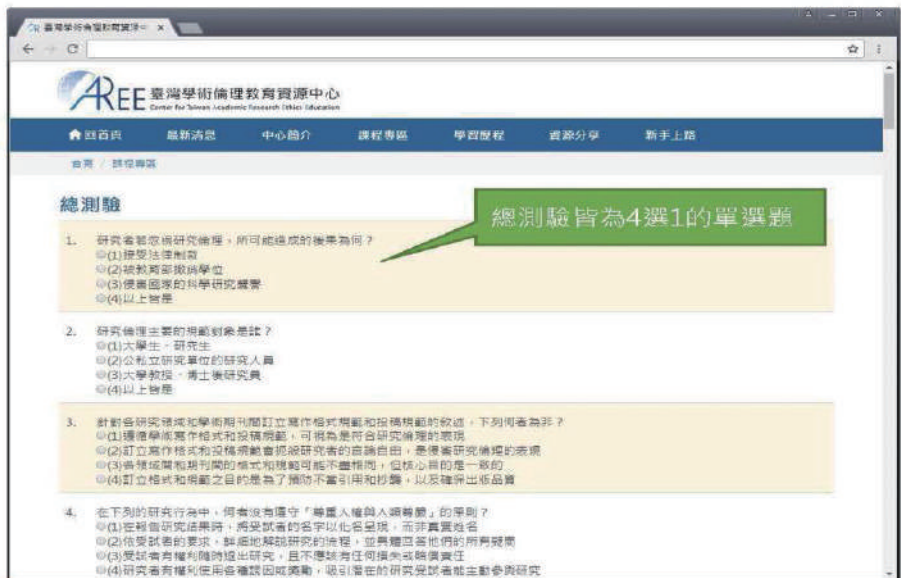 臺灣學術倫理教育資源中心
AREE 臺灣學術倫理教育資源中心
Center for Taiwan Academic Research Ethics Education
回首頁 最新消息 中心簡介 課程專區 學習歷程 資源分享 新手上路
首頁 / 課程專區
總測驗
總測驗皆為4選1的單選題
1. 研究者若忽視研究倫理,所可能造成的後果為何?
(1)接受法律制裁
(2)被教育部撤銷學位
(3)侵害國家的科學研究聲譽
(4)以上皆是
2. 研究倫理主要的規範對象是誰?
(1)大學生、研究生
(2)公私立研究單位的研究人員
(3)大學教授、博士後研究員
(4)以上皆是
3. 針對各研究領域和學術期刊間訂立寫作格式規範和投稿規範的敘述,下列何者為非?
(1)遵循學術寫作格式和投稿規範,可視為是符合研究倫理的表現
(2)訂立寫作格式和投稿規範會扼殺研究者的言論自由,是侵害研究倫理的表現
(3)各領域間和期刊間的格式和規範可能不盡相同,但核心目的是一致的
(4)訂立格式和規範之目的是為了預防不當引用和抄襲,以及確保出版品質
4. 在下列的研究行為中,何者沒有遵守「尊重人權與人類尊嚴」的原則?
(1)在報告研究結果時,將受試者的名字以化名呈現,而非真實姓名
(2)依受試者的要求,詳細地解說研究的流程,並具體回答他們的所有疑問
(3)受試者有權利隨時退出研究,且不應該有任何損失或賠償責任
(4)研究者有權利使用各種誘因或獎勵,吸引潛在的研究受試者能主動參與研究